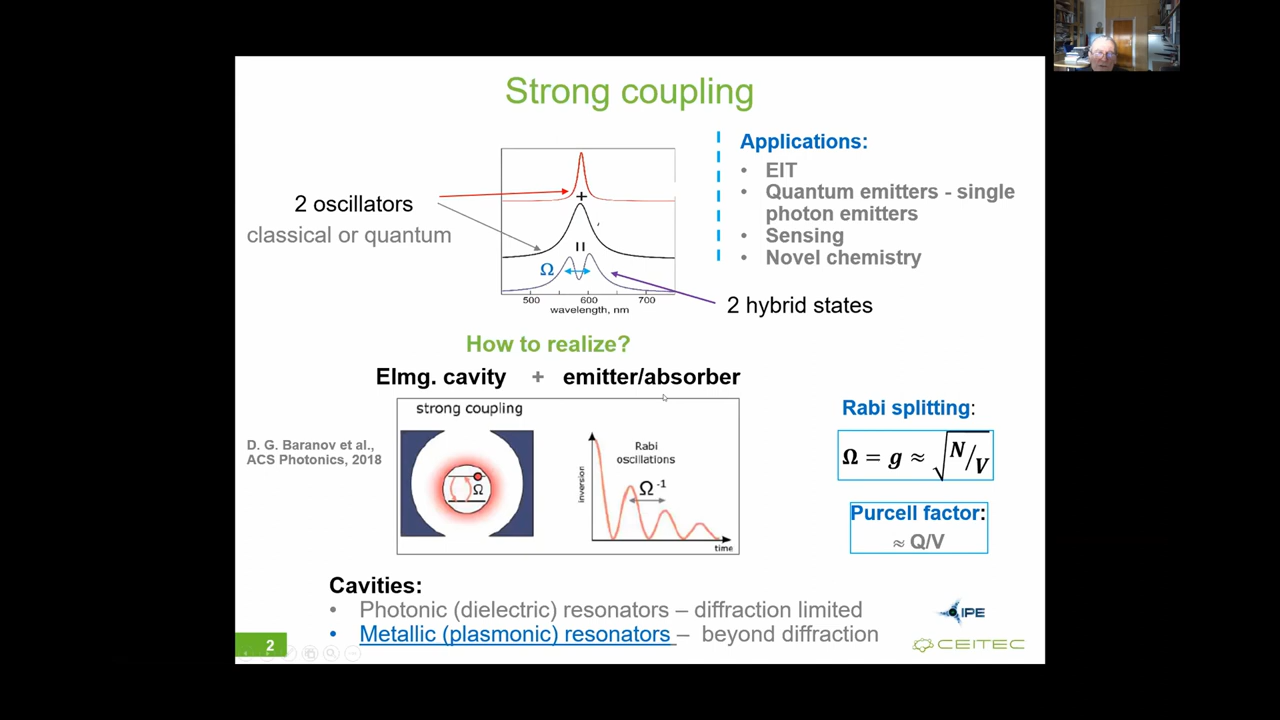 Strong coupling
2 oscillators
classical or quantum
+
=
Ω
500 600 700
wavelength, nm
2 hybrid states
Applications:
• EIT
• Quantum emitters - single
photon emitters
• Sensing
• Novel chemistry
How to realize?
Elmg. cavity + emitter/absorber
D. G. Baranov et al.,
ACS Photonics, 2018
strong coupling
Ω
inversion
Rabi
oscillations
Ω⁻¹
time
Rabi splitting:
Ω = g ≈ √N/V
Purcell factor:
≈ Q/V
Cavities:
• Photonic (dielectric) resonators – diffraction limited
• Metallic (plasmonic) resonators – beyond diffraction
2
IPE
CEITEC